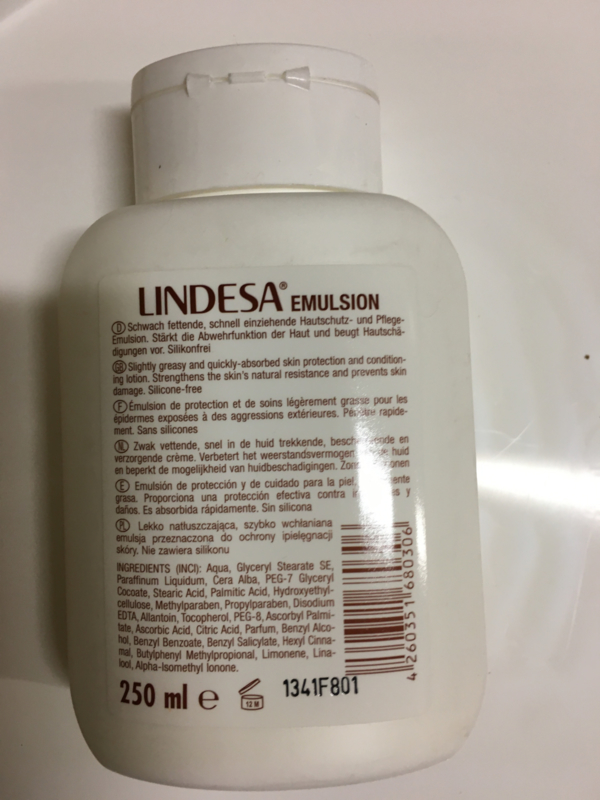 LINDESA® EMULSION
D Schwach fettende, schnell einziehende Hautschutz- und Pflege-
Emulsion. Stärkt die Abwehrfunktion der Haut und beugt Hautschä-
digungen vor. Silikonfrei
GB Slightly greasy and quickly-absorbed skin protection and condition-
ing lotion. Strengthens the skin's natural resistance and prevents skin
damage. Silicone-free
F Émulsion de protection et de soins légèrement grasse pour les
épidermes exposées à des aggressions extérieures. Pénètre rapide-
ment. Sans silicones
NL Zwak vettende, snel in de huid trekkende, en
verzorgende crème. Verbetert het huid
en beperkt de mogelijkheid van huidbeschadigingen.
E Emulsión de protección y de cuidado para la piel,
grasa. Proporciona una protección efectiva contra y
daños. Es absorbida rápidamente. Sin silicona
PL Lekko natłuszczająca, szybko wchłaniana
emulsja przeznaczona do ochrony ipielęgnacji
skóry. Nie zawiera silikonu
INGREDIENTS (INCI): Aqua, Glyceryl Stearate SE,
Paraffinum Liquidum, Cera Alba, PEG-7 Glyceryl
Cocoate, Stearic Acid, Palmitic Acid, Hydroxyethyl-
cellulose, Methylparaben, Propylparaben, Disodium
EDTA, Allantoin, Tocopherol, PEG-8, Ascorbyl Palmi-
tate, Ascorbic Acid, Citric Acid, Parfum, Benzyl Alco-
hol, Benzyl Benzoate, Benzyl Salicylate, Hexyl Cinna-
mal, Butylphenyl Methylpropional, Limonene, Lina-
lool, Alpha-Isomethyl Ionone.
4 260351 680306
250 ml e 12 M 1341F801